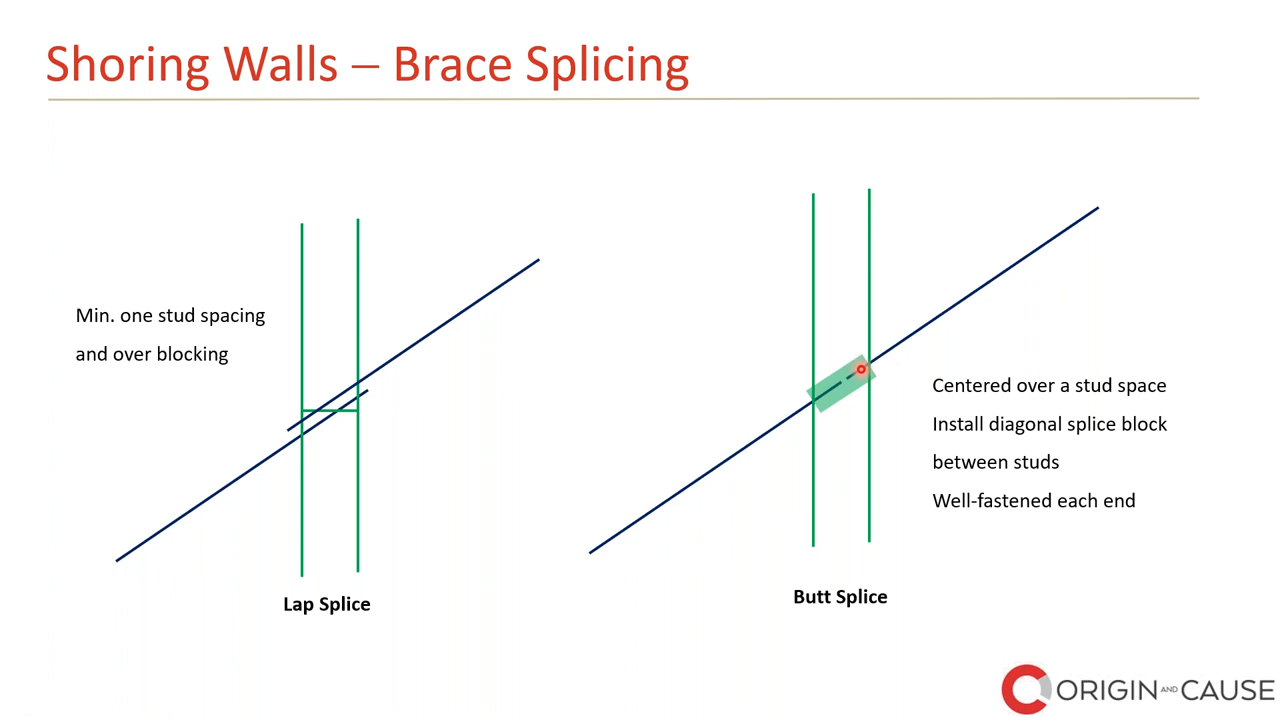 Shoring Walls – Brace Splicing
Min. one stud spacing
and over blocking
Lap Splice
Centered over a stud space
Install diagonal splice block
between studs
Well-fastened each end
Butt Splice
ORIGIN AND CAUSE